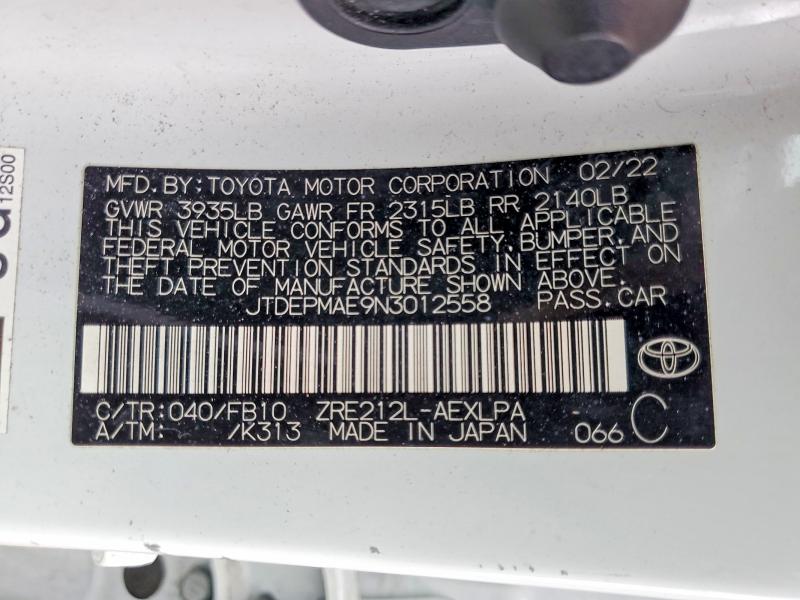 MFD. BY: TOYOTA MOTOR CORPORATION 02/22
GVWR 3935LB GAWR FR 2315LB RR 2140LB
THIS VEHICLE CONFORMS TO ALL APPLICABLE
FEDERAL MOTOR VEHICLE SAFETY, BUMPER, AND
THEFT PREVENTION STANDARDS IN EFFECT ON
THE DATE OF MANUFACTURE SHOWN ABOVE.
JTDEPMAE9N3012558 PASS. CAR
C/TR: 040/FB10 ZRE212L-AEXLPA -
A/TM: /K313 MADE IN JAPAN 066 C
12S00